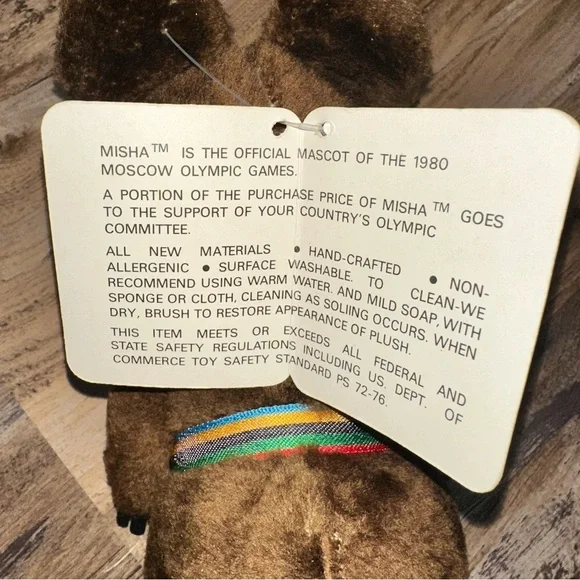 MISHA™ IS THE OFFICIAL MASCOT OF THE 1980
MOSCOW OLYMPIC GAMES.
A PORTION OF THE PURCHASE PRICE OF MISHA™ GOES
TO THE SUPPORT OF YOUR COUNTRY'S OLYMPIC
COMMITTEE.
ALL NEW MATERIALS • HAND-CRAFTED • NON-
ALLERGENIC • SURFACE WASHABLE. TO CLEAN-WE
RECOMMEND USING WARM WATER. AND MILD SOAP, WITH
SPONGE OR CLOTH, CLEANING AS SOLIING OCCURS. WHEN
DRY, BRUSH TO RESTORE APPEARANCE OF PLUSH.
THIS ITEM MEETS OR EXCEEDS ALL FEDERAL AND
STATE SAFETY REGULATIONS INCLUDING US. DEPT. OF
COMMERCE TOY SAFETY STANDARD PS 72-76.